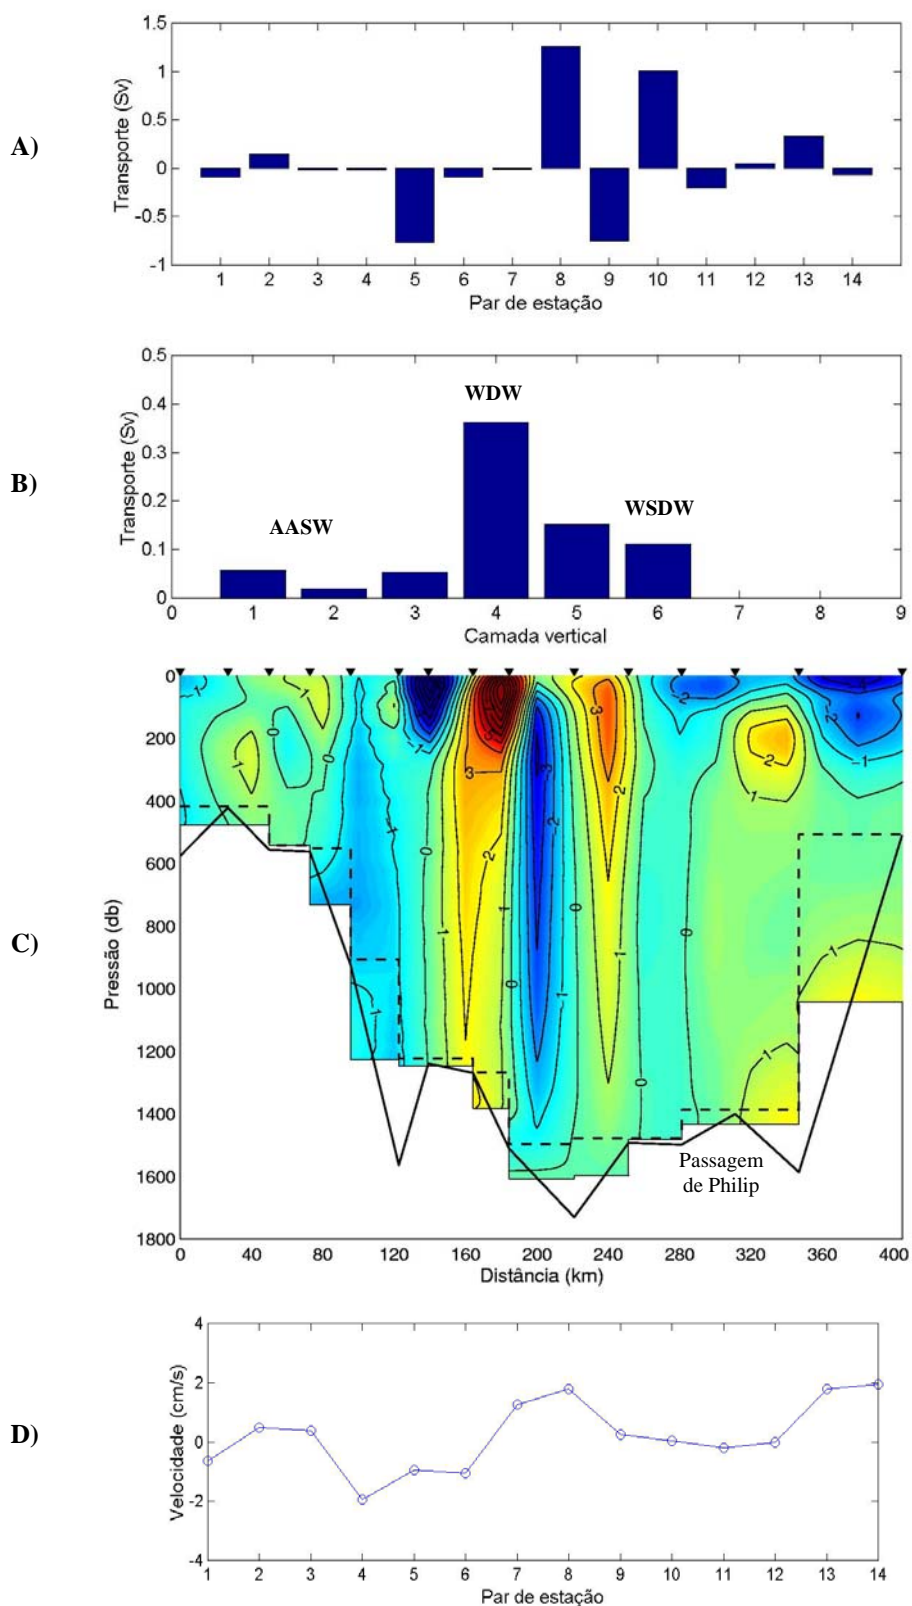 A)
Transporte (Sv)
1.5
1
0.5
0
-0.5
-1
1 2 3 4 5 6 7 8 9 10 11 12 13 14
Par de estação
B)
Transporte (Sv)
0.5
0.4
0.3
0.2
0.1
0
AASW
WDW
WSDW
0 1 2 3 4 5 6 7 8 9
Camada vertical
C)
Pressão (db)
0
200
400
600
800
1000
1200
1400
1600
1800
Passagem
de Philip
0 40 80 120 160 200 240 280 320 360 400
Distância (km)
D)
Velocidade (cm/s)
4
2
0
-2
-4
1 2 3 4 5 6 7 8 9 10 11 12 13 14
Par de estação